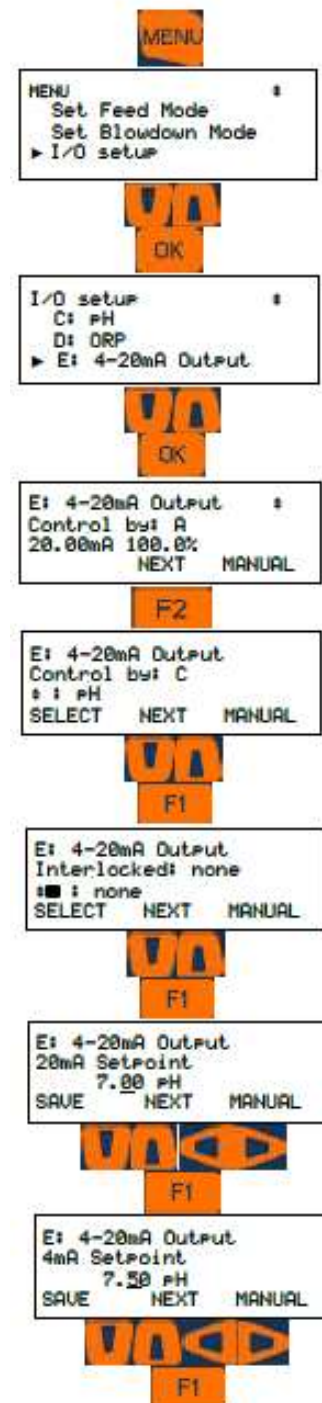 MENU
MENU
Set Feed Mode
Set Blowdown Mode
► I/O setup
OK
I/O setup
C: pH
D: ORP
► E: 4-20mA Output
OK
E: 4-20mA Output
Control by: A
20.00mA 100.0%
NEXT MANUAL
F2
E: 4-20mA Output
Control by: C
: pH
SELECT NEXT MANUAL
F1
E: 4-20mA Output
Interlocked: none
: none
SELECT NEXT MANUAL
F1
E: 4-20mA Output
20mA Setpoint
7.00 pH
SAVE NEXT MANUAL
F1
E: 4-20mA Output
4mA Setpoint
7.50 pH
SAVE NEXT MANUAL
F1